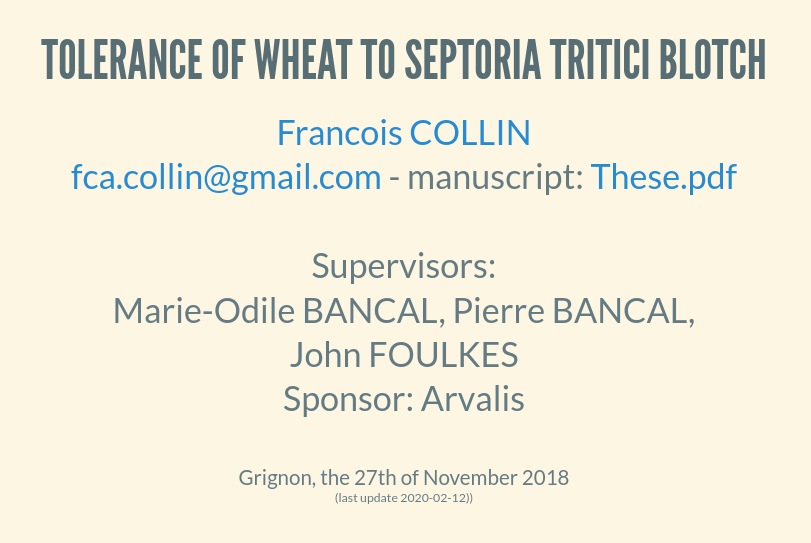 TOLERANCE OF WHEAT TO SEPTORIA TRITICI BLOTCH
Francois COLLIN
fca.collin@gmail.com - manuscript: These.pdf
Supervisors:
Marie-Odile BANCAL, Pierre BANCAL,
John FOULKES
Sponsor: Arvalis
Grignon, the 27th of November 2018
(last update 2020-02-12))